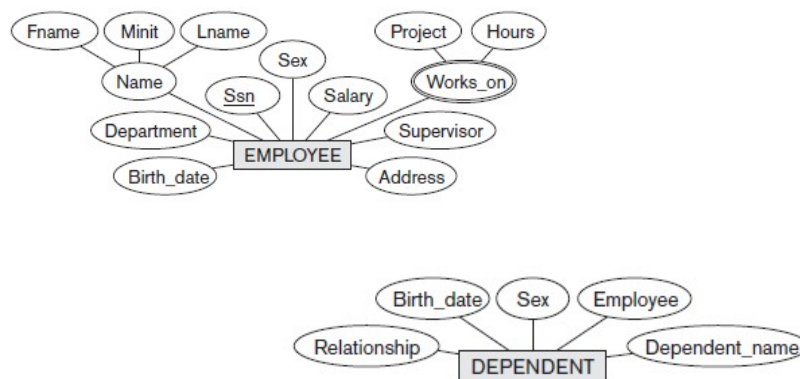 Fname Minit Lname Project Hours
Name Sex Works_on
Ssn Salary
Department Supervisor
EMPLOYEE
Birth_date Address
Birth_date Sex Employee
Relationship Dependent_name
DEPENDENT